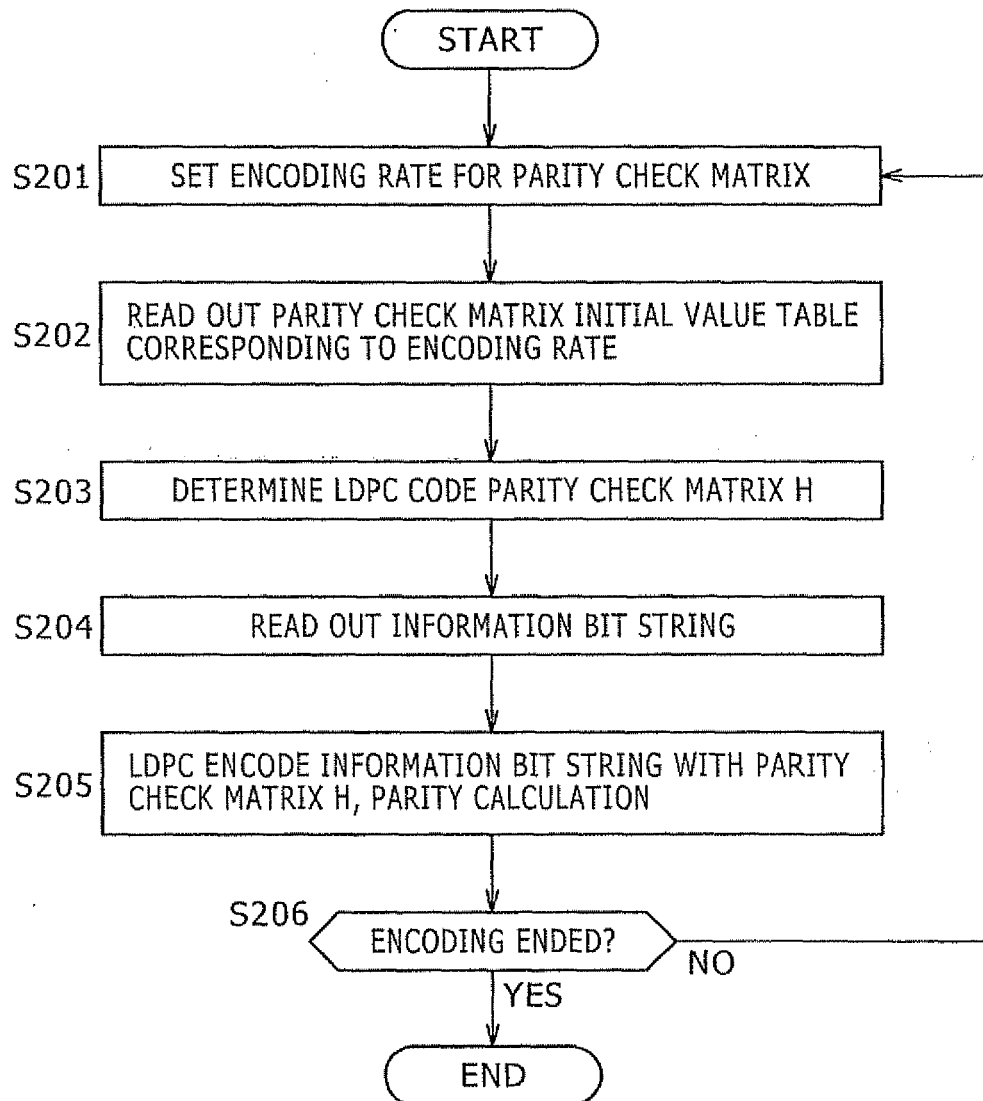 START
S201
SET ENCODING RATE FOR PARITY CHECK MATRIX
S202
READ OUT PARITY CHECK MATRIX INITIAL VALUE TABLE
CORRESPONDING TO ENCODING RATE
S203
DETERMINE LDPC CODE PARITY CHECK MATRIX H
S204
READ OUT INFORMATION BIT STRING
S205
LDPC ENCODE INFORMATION BIT STRING WITH PARITY
CHECK MATRIX H, PARITY CALCULATION
S206
ENCODING ENDED?
NO
YES
END